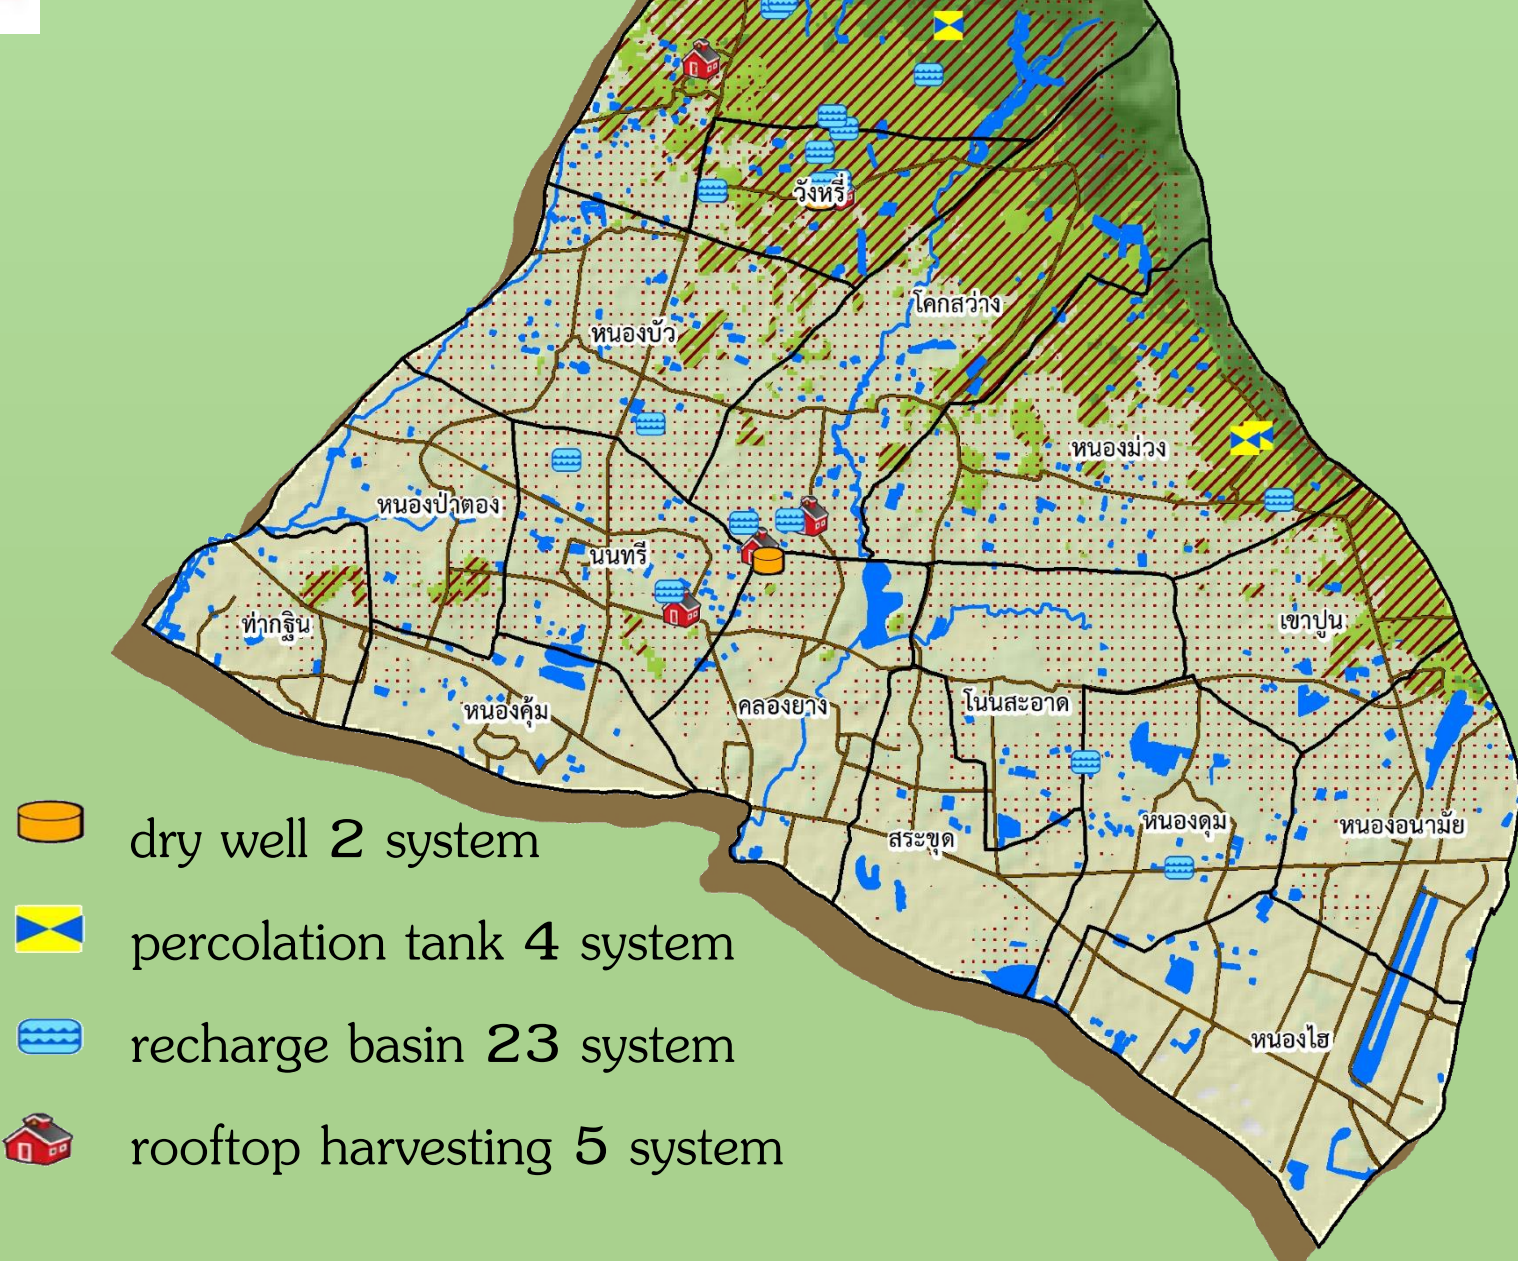 วังหรี่
โคกสว่าง
หนองบัว
หนองม่วง
หนองป่าตอง
นนทรี
ท่ากฐิน
เขาปูน
หนองคุ้ม
คลองยาง
โนนสะอาด
สระขุด
หนองดุม
หนองอนามัย
หนองไฮ
dry well 2 system
percolation tank 4 system
recharge basin 23 system
rooftop harvesting 5 system